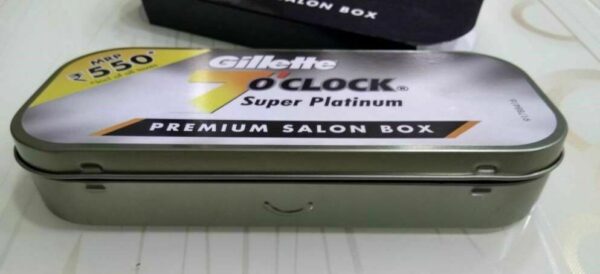 SALON BOX
MRP
₹550*
Gillette
7 O'CLOCK®
Super Platinum
PREMIUM SALON BOX